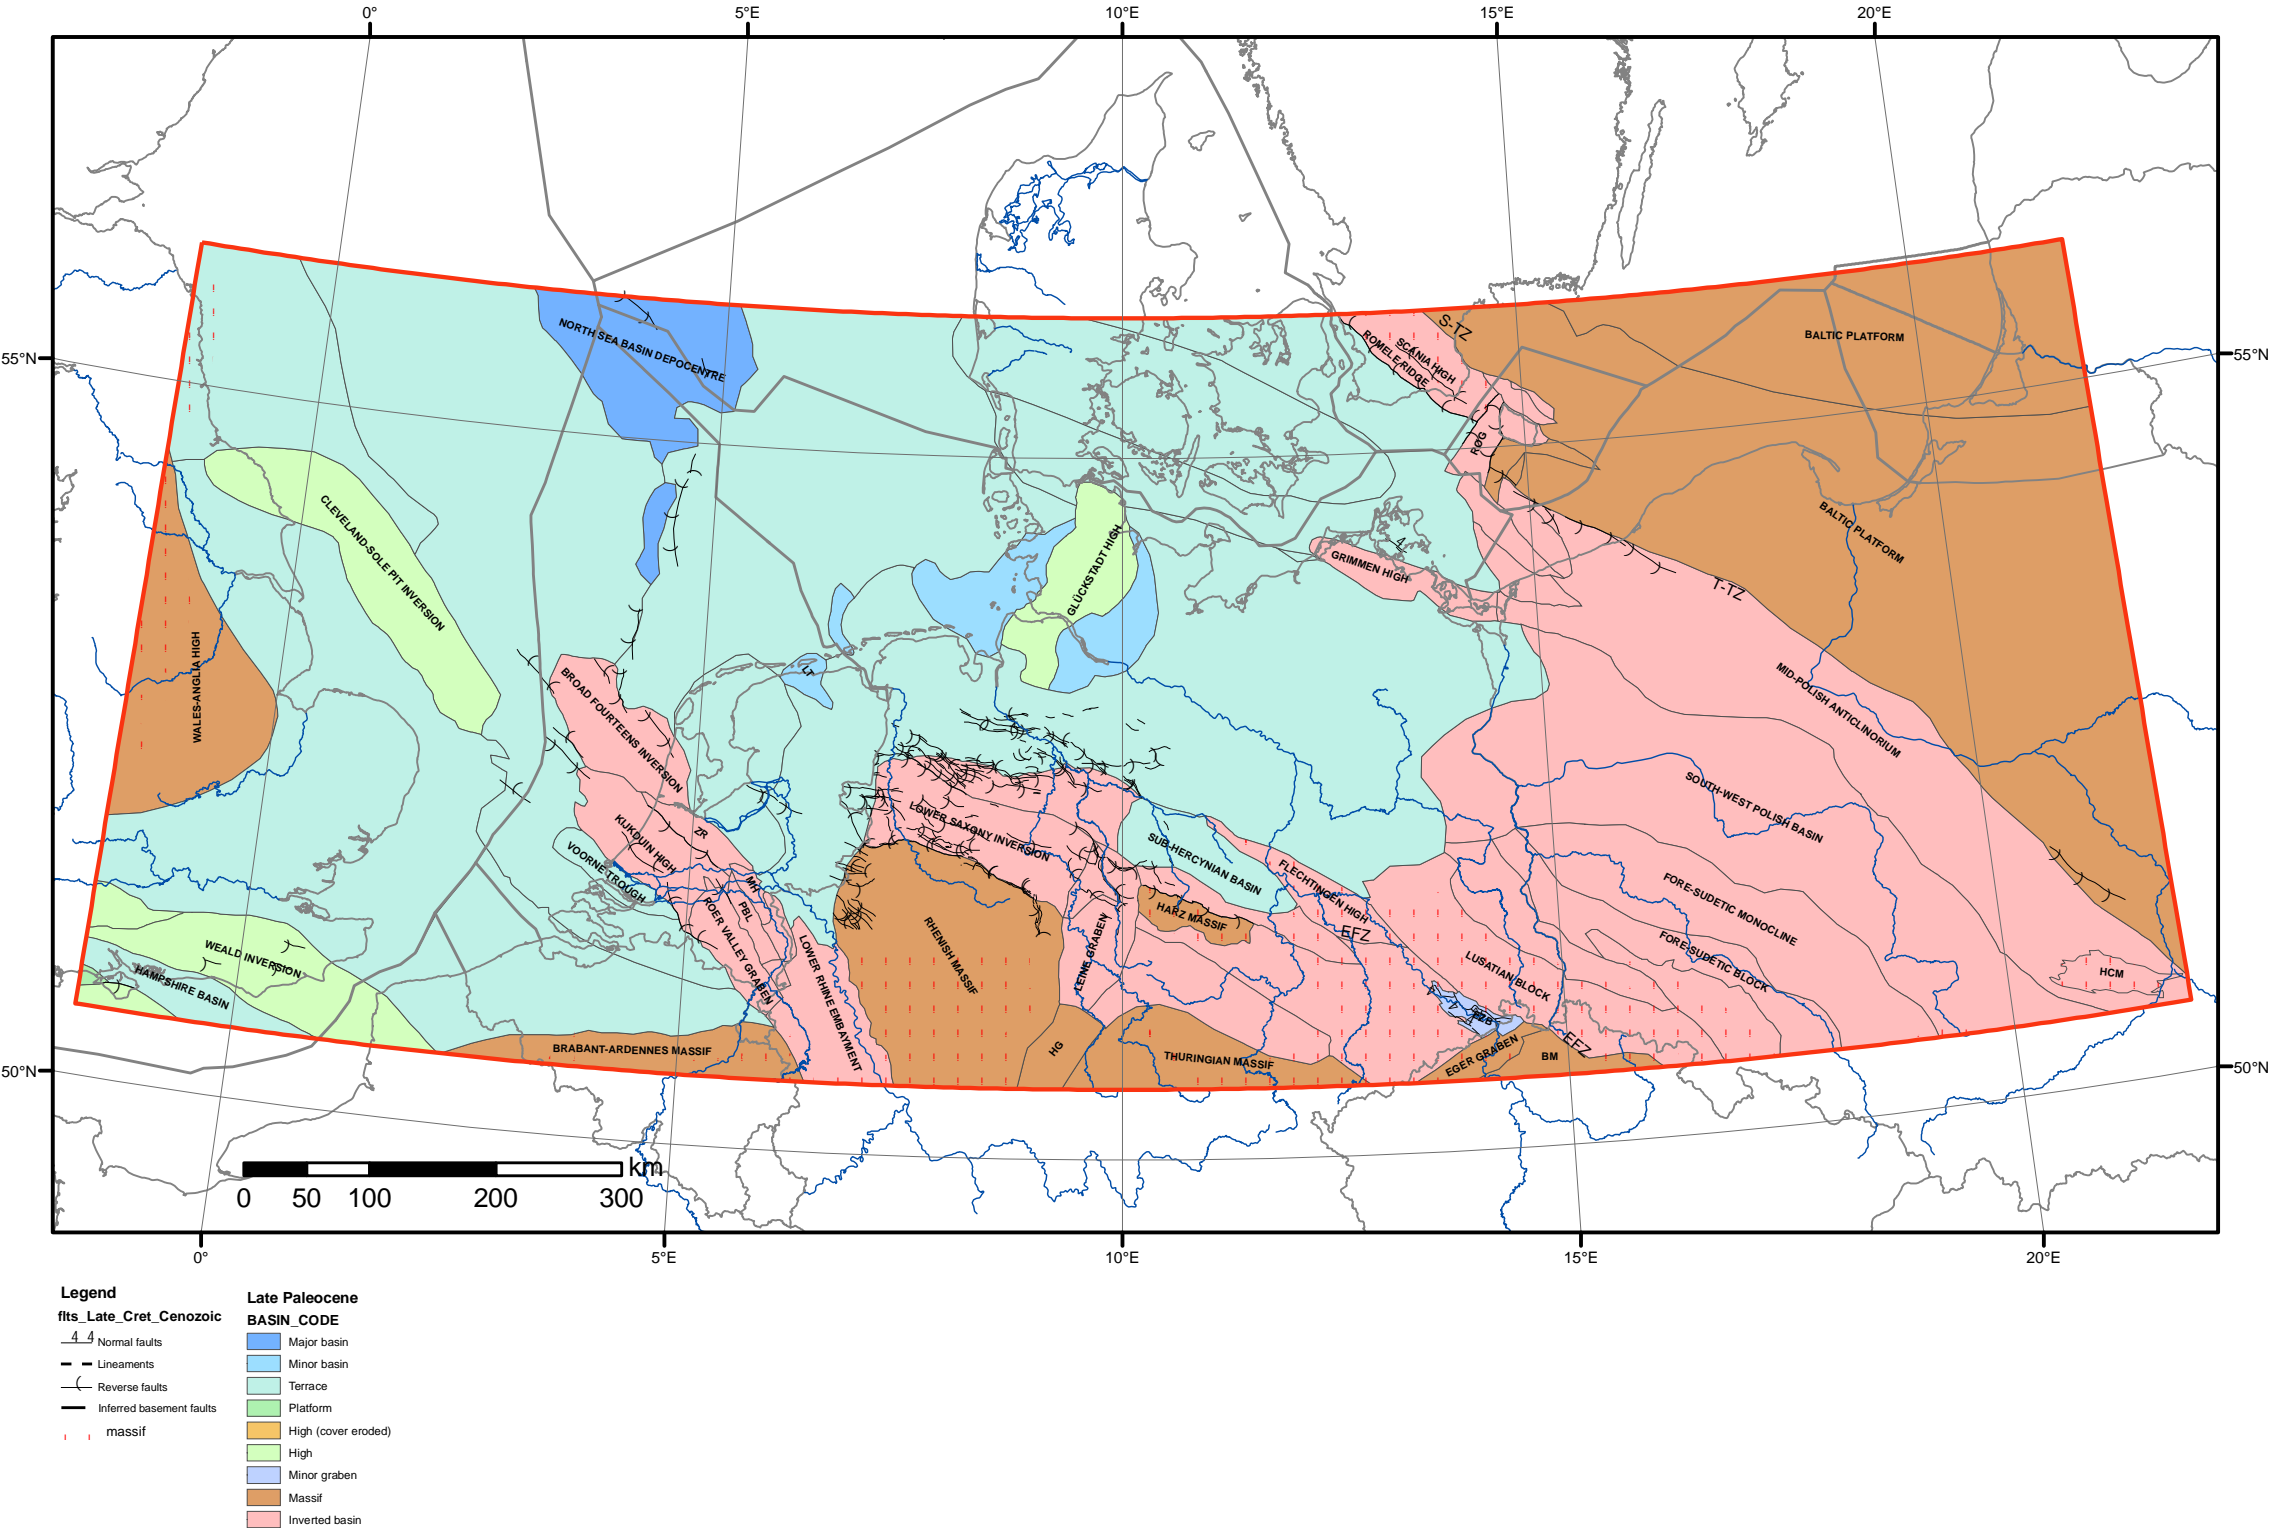 0°
5°E
10°E
15°E
20°E
55°N
55°N
50°N
50°N
NORTH SEA BASIN DEPOCENTRE
S-TZ
SCANIA HIGH
ROMELE RIDGE
BALTIC PLATFORM
ROG
CLEVELAND-SOLE PIT INVERSION
GLÜCKSTADT HIGH
GRIMMEN HIGH
BALTIC PLATFORM
T-TZ
WALES-ANGLIA HIGH
LT
BROAD FOURTEENS INVERSION
MID-POLISH ANTICLINORIUM
SOUTH-WEST POLISH BASIN
KIJKDUIN HIGH
ZR
LOWER SAXONY INVERSION
SUB-HERCYNIAN BASIN
VOORNE TROUGH
MH
PBL
ROER VALLEY GRABEN
FLECHTINGEN HIGH
FORE-SUDETIC MONOCLINE
HARZ MASSIF
EFZ
WEALD INVERSION
HAMPSHIRE BASIN
LOWER RHINE EMBAYMENT
RHENISH MASSIF
LEINE GRABEN
LUSATIAN BLOCK
FORE-SUDETIC BLOCK
HCM
BRABANT-ARDENNES MASSIF
HG
THURINGIAN MASSIF
EGER GRABEN
BM
EFZ
km
0 50 100 200 300
0°
5°E
10°E
15°E
20°E
Legend
flts_Late_Cret_Cenozoic
Normal faults
Lineaments
Reverse faults
Inferred basement faults
massif
Late Paleocene
BASIN_CODE
Major basin
Minor basin
Terrace
Platform
High (cover eroded)
High
Minor graben
Massif
Inverted basin